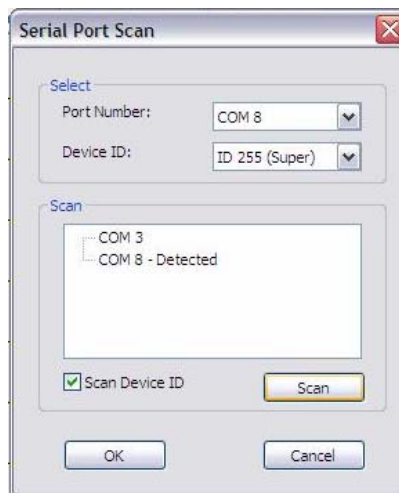 Serial Port Scan
Select
Port Number:
COM 8
Device ID:
ID 255 (Super)
Scan
COM 3
COM 8 - Detected
Scan Device ID
Scan
OK
Cancel